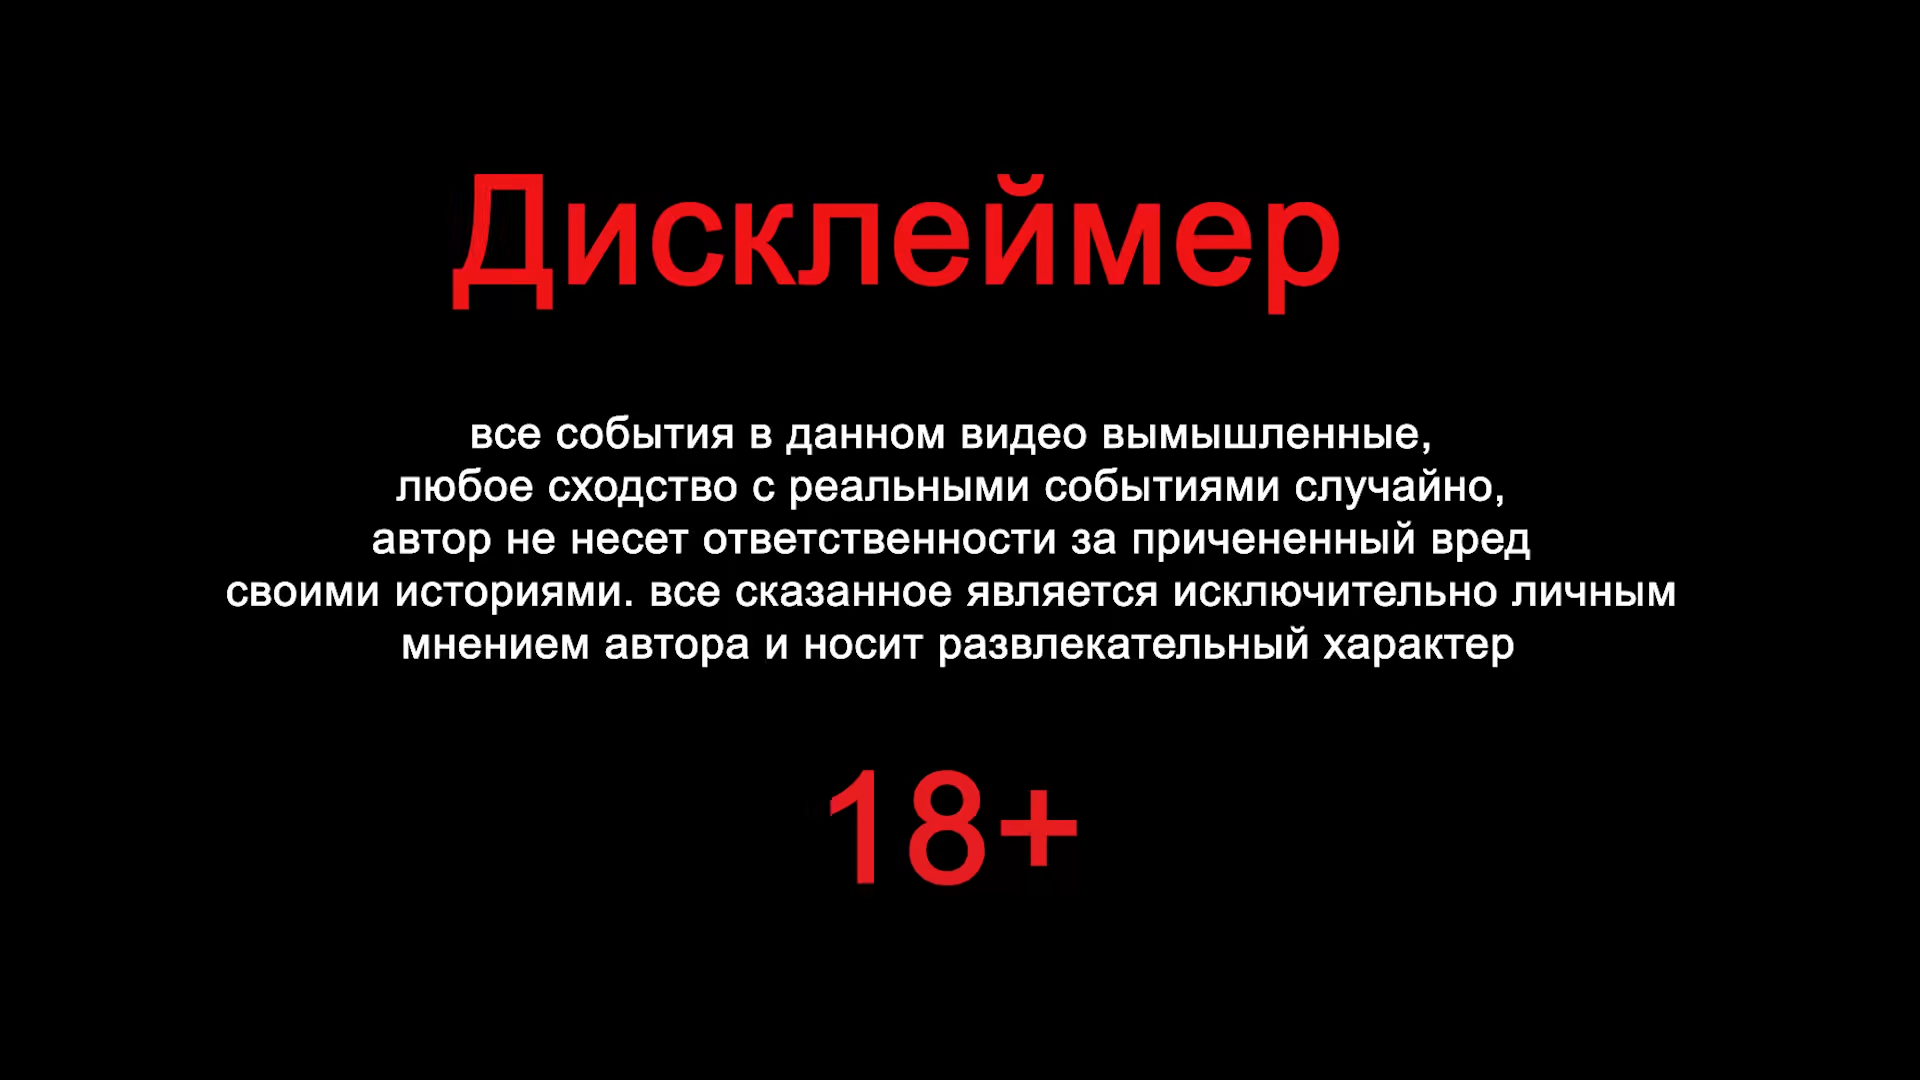 Дисклеймер
все события в данном видео вымышленные,
любое сходство с реальными событиями случайно,
автор не несет ответственности за причененный вред
своими историями. все сказанное является исключительно личным
мнением автора и носит развлекательный характер
18+